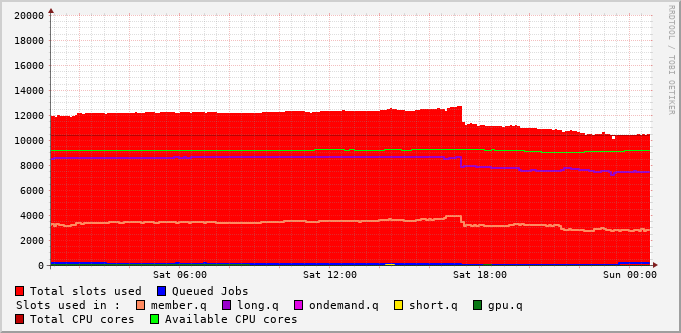 RRDTOOL / TOBI OETIKER
20000
18000
16000
14000
12000
10000
8000
6000
4000
2000
0
Sat 06:00 Sat 12:00 Sat 18:00 Sun 00:00
Total slots used Queued Jobs
Slots used in : member.q long.q ondemand.q short.q gpu.q
Total CPU cores Available CPU cores